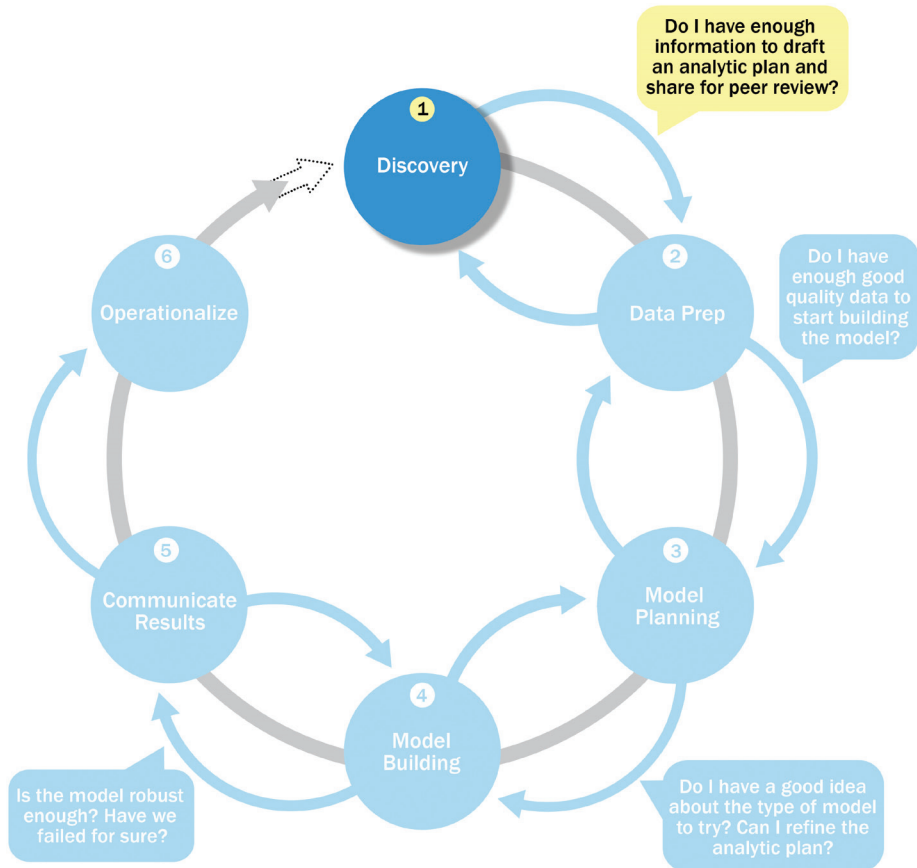 Do I have enough
information to draft
an analytic plan and
share for peer review?
1
Discovery
2
Data Prep
Do I have
enough good
quality data to
start building
the model?
6
Operationalize
3
Model
Planning
5
Communicate
Results
4
Model
Building
Is the model robust
enough? Have we
failed for sure?
Do I have a good idea
about the type of model
to try? Can I refine the
analytic plan?